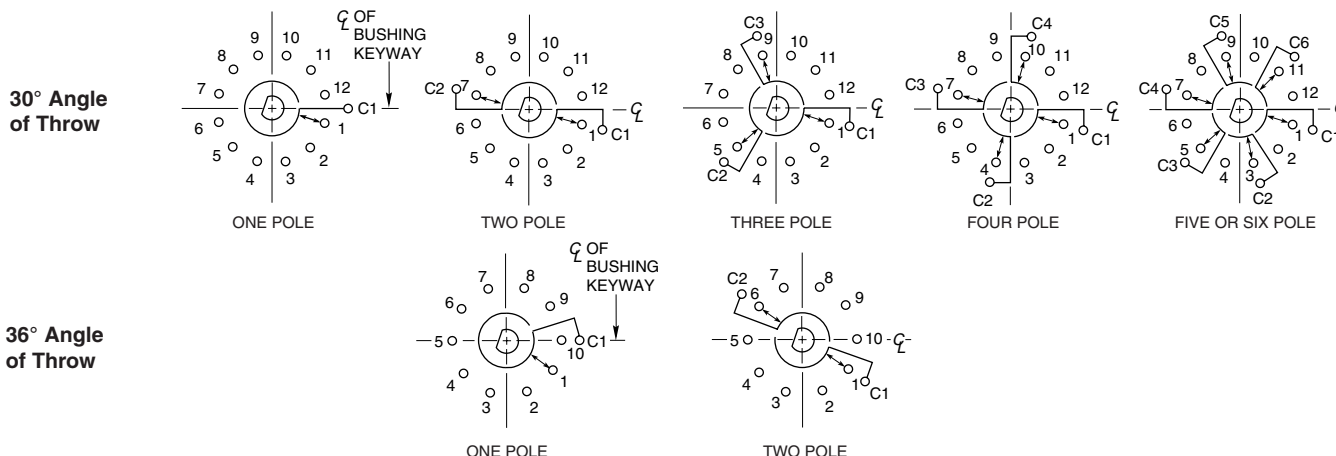 30° Angle
of Throw
℄ OF
BUSHING
KEYWAY
9 10
8 11
7 12
C1
6 1
5 2
4 3
ONE POLE
9 10
8 11
C2 7 12
℄
6 1 C1
5 2
4 3
TWO POLE
C3 9 10
8 11
7 12
℄
6 1 C1
5 2
C2 4 3
THREE POLE
C4
9 10
8 11
C3 7 12
℄
6 1 C1
5 2
4 3
C2
FOUR POLE
C5 9 10 C6
8 11
C4 7 12
℄
6 1 C1
5 2
C3 4 3
C2
FIVE OR SIX POLE
36° Angle
of Throw
℄ OF
BUSHING
KEYWAY
7 8
6 9
5 10 C1
4 1
3 2
ONE POLE
C2 7 8
6 9
5 10 ℄
4 1 C1
3 2
TWO POLE